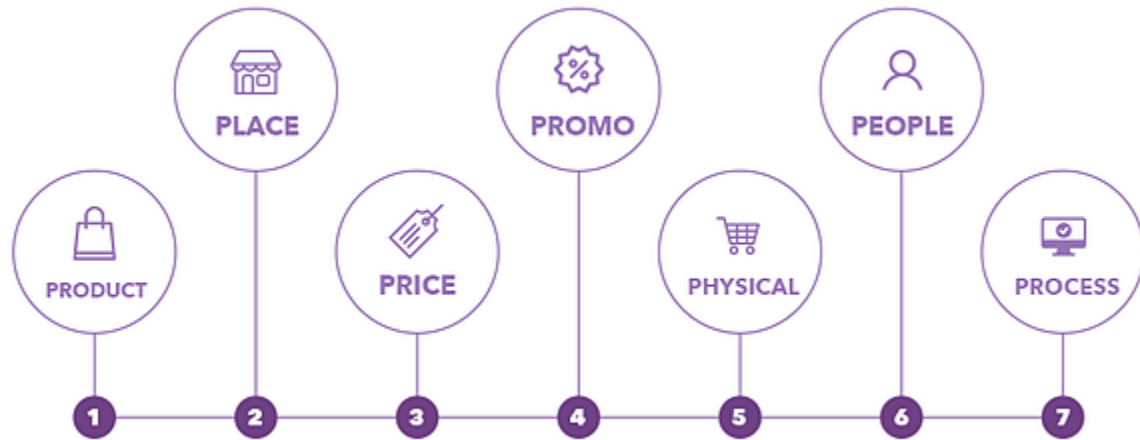 PRODUCT
PLACE
PRICE
PROMO
PHYSICAL
PEOPLE
PROCESS
1 2 3 4 5 6 7